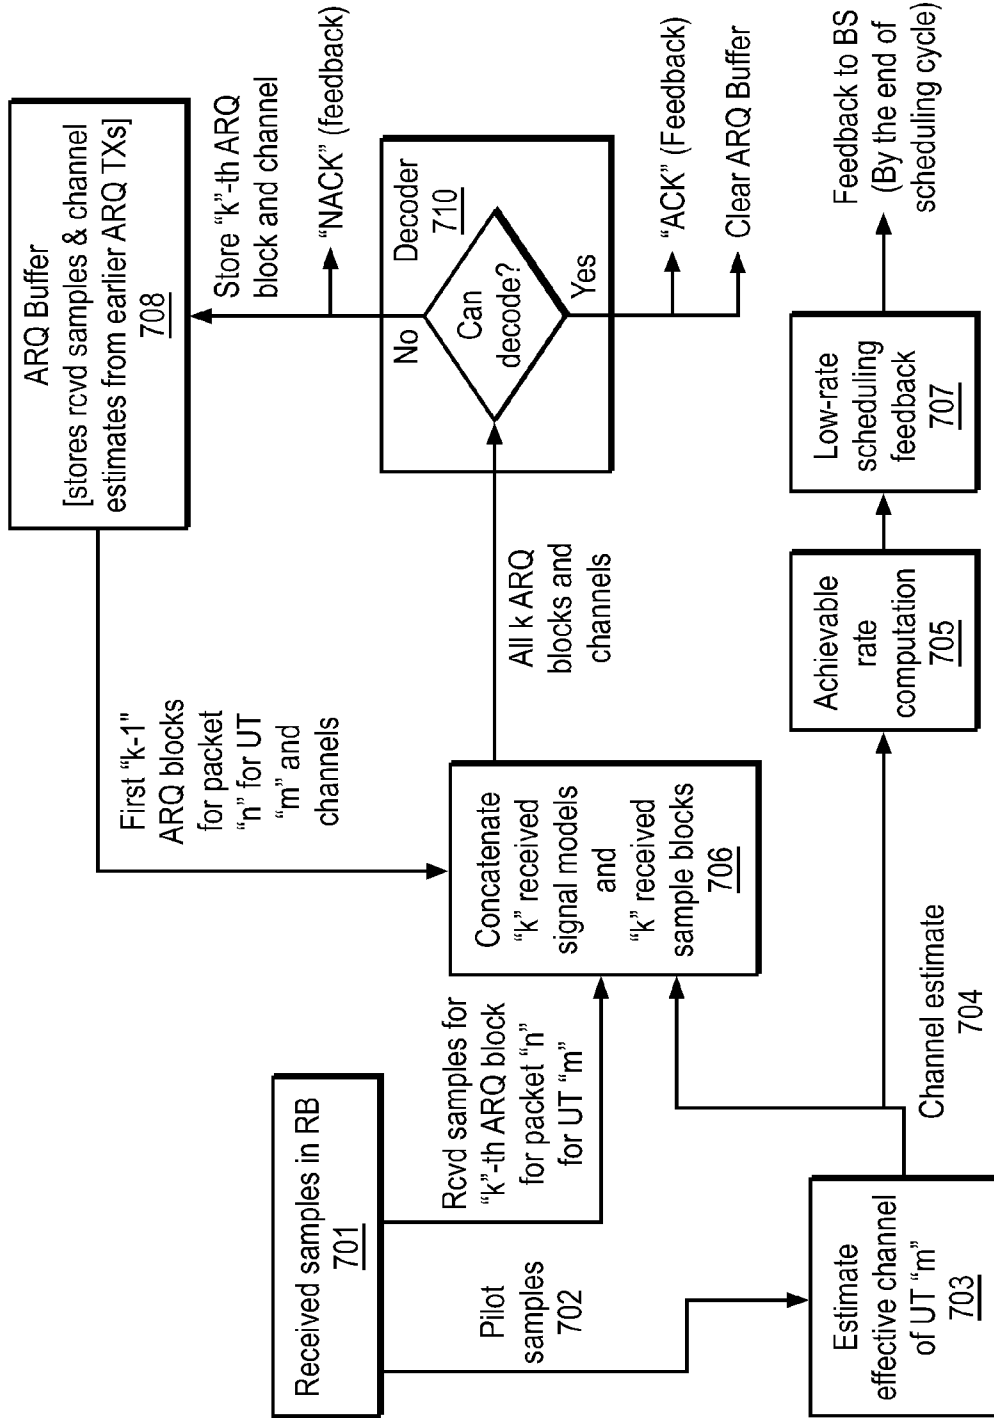 Received samples in RB
701
Pilot
samples
702
Rcvd samples for
“k”-th ARQ block
for packet “n”
for UT “m”
Estimate
effective channel
of UT “m”
703
Channel estimate
704
First “k-1"
ARQ blocks
for packet
“n” for UT
“m” and
channels
Concatenate
“k” received
signal models
and
“k” received
sample blocks
706
All k ARQ
blocks and
channels
ARQ Buffer
[stores rcvd samples & channel
estimates from earlier ARQ TXs]
708
Store “k”-th ARQ
block and channel
“NACK” (feedback)
Decoder
710
No
Can
decode?
Yes
“ACK” (Feedback)
Clear ARQ Buffer
Achievable
rate
computation
705
Low-rate
scheduling
feedback
707
Feedback to BS
(By the end of
scheduling cycle)